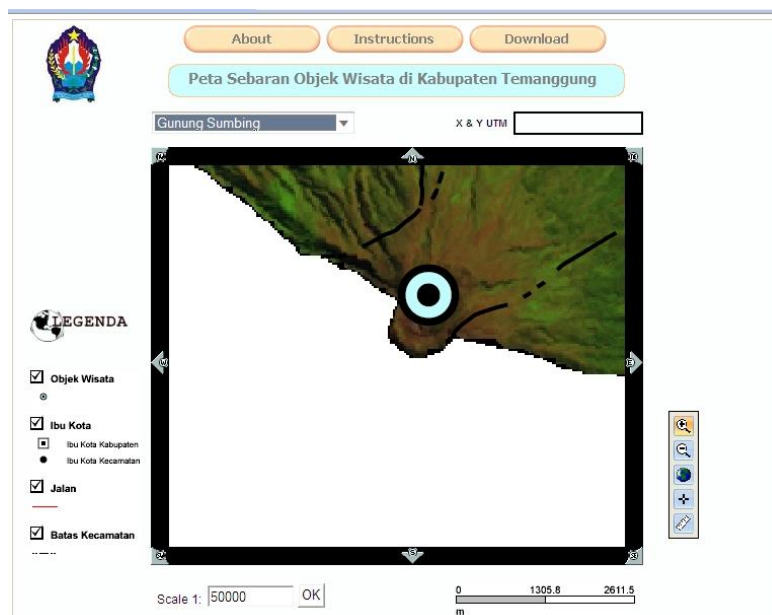 About Instructions Download
Peta Sebaran Objek Wisata di Kabupaten Temanggung
Gunung Sumbing
X & Y UTM
N
W
E
S
LEGENDA
Objek Wisata
Ibu Kota
Ibu Kota Kabupaten
Ibu Kota Kecamatan
Jalan
Batas Kecamatan
Scale 1: 50000 OK
0 1305.8 2611.5
m